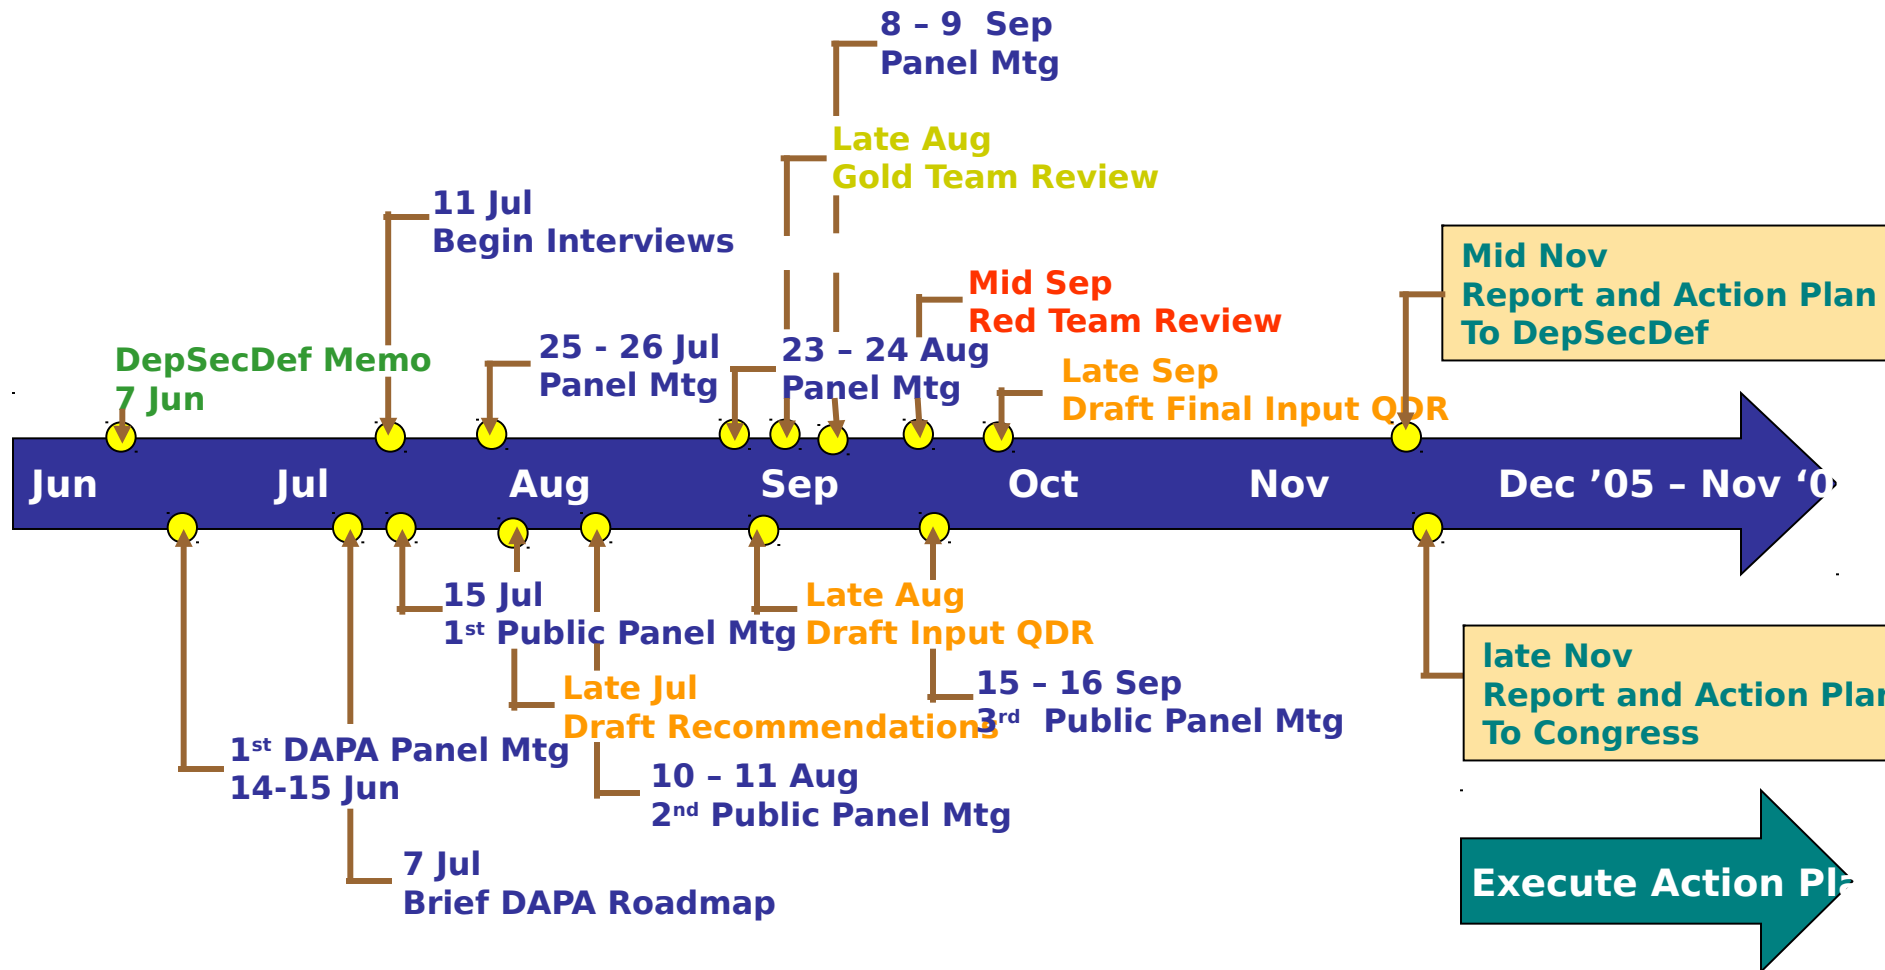 8 – 9  Sep
Panel Mtg
Late Aug
Gold Team Review
11 Jul
Begin Interviews
Mid Nov
Report and Action Plan
To DepSecDef
Mid Sep
Red Team Review
DepSecDef Memo
7 Jun
25 - 26 Jul
Panel Mtg
23 – 24 Aug
Panel Mtg
Late Sep
Draft Final Input QDR
Jun Jul Aug Sep Oct Nov Dec ’05 – Nov
15 Jul
1st Public Panel Mtg
Late Aug
Draft Input QDR
Late Jul
Draft Recommendations
15 – 16 Sep
3rd  Public Panel Mtg
late Nov
Report and Action
To Congress
1st DAPA Panel Mtg
14-15 Jun
10 – 11 Aug
2nd Public Panel Mtg
7 Jul
Brief DAPA Roadmap
Execute Action